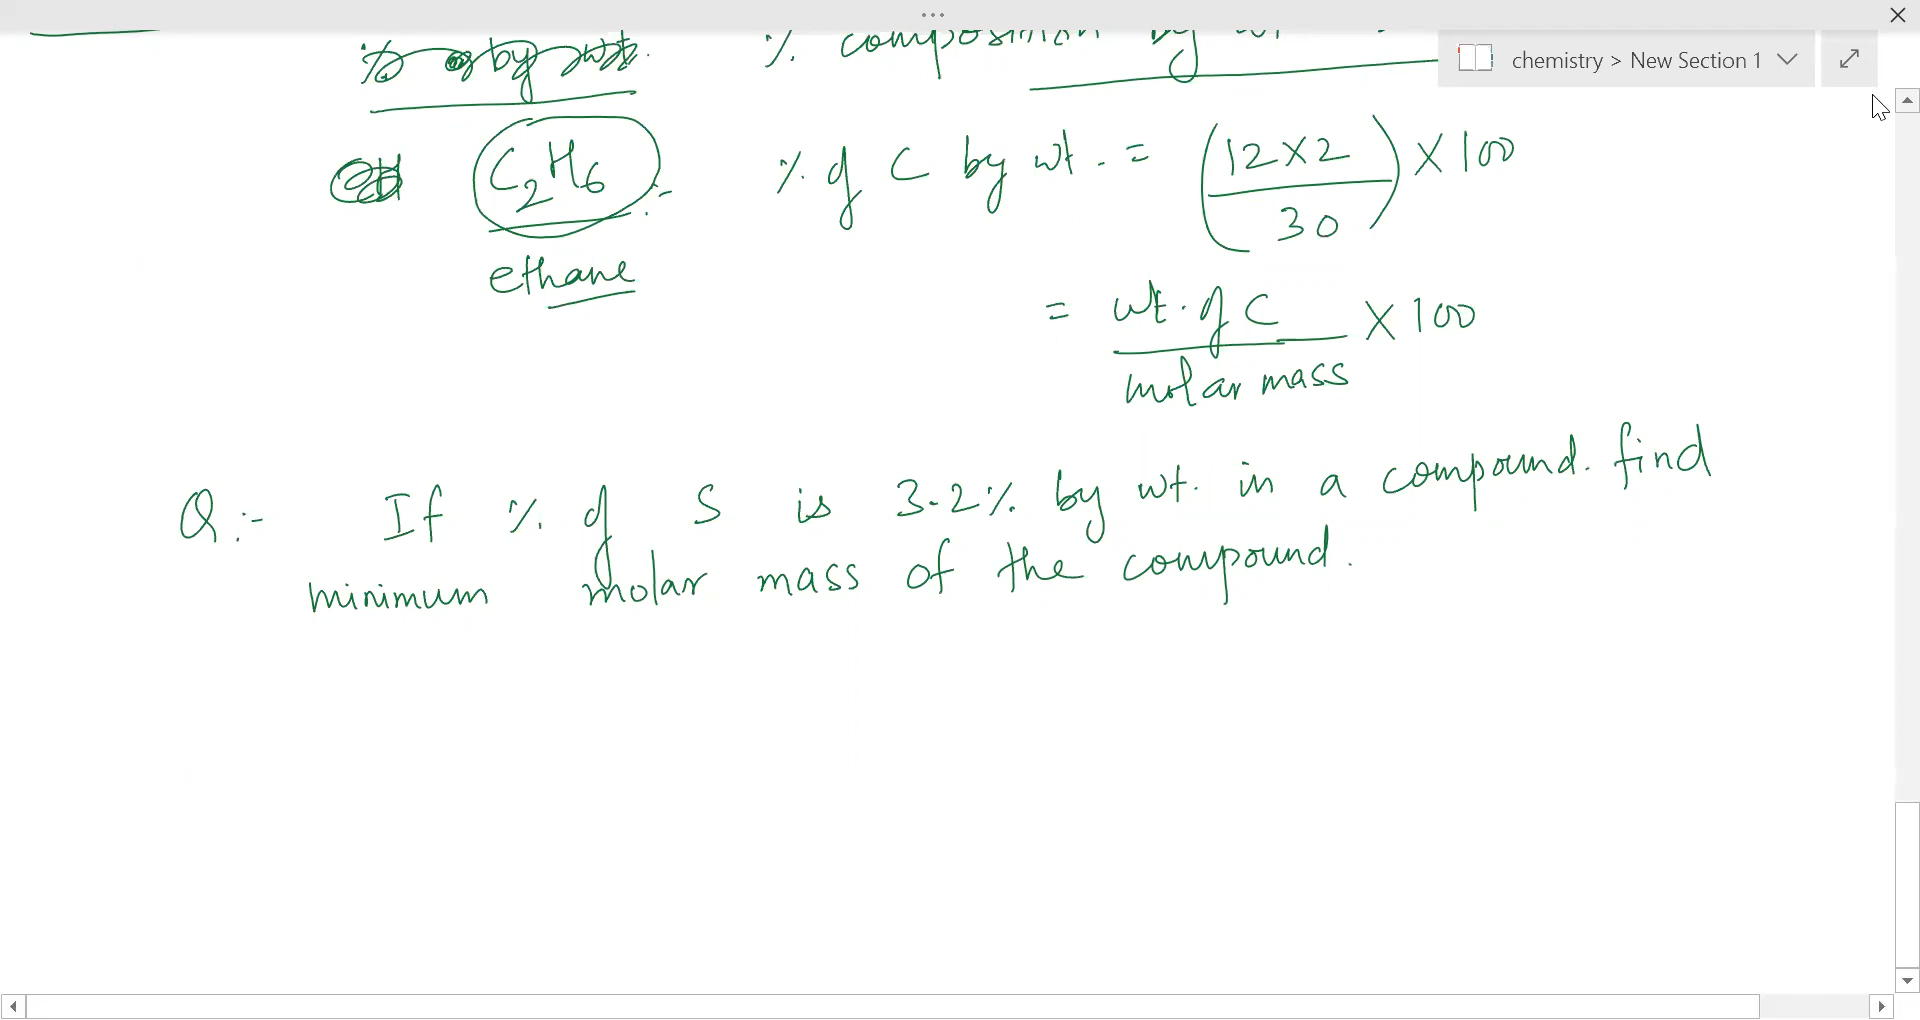 % composition by wt
chemistry > New Section 1
C2H6 :- % of C by wt. = (12×2/30) × 100
ethane
= wt. of C/molar mass × 100
Q:- If % of S is 3.2% by wt. in a compound. find
minimum molar mass of the compound.